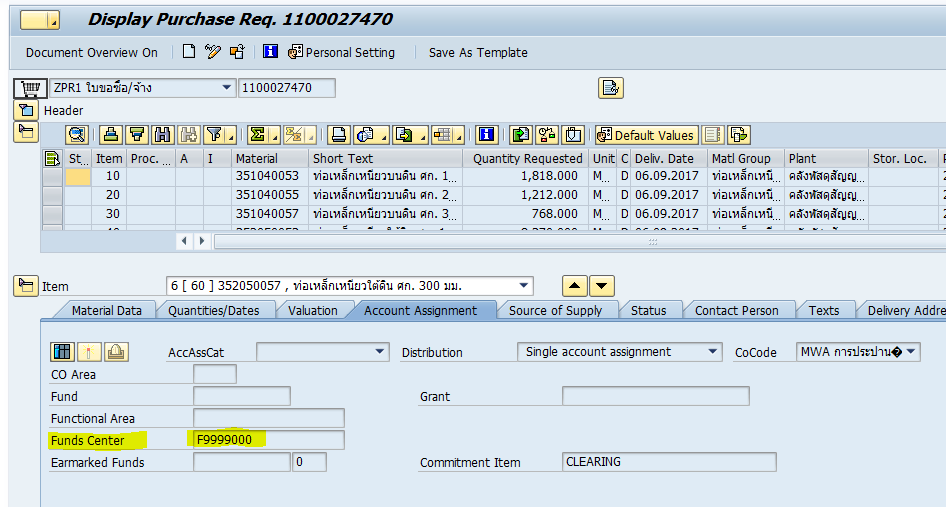 Display Purchase Req. 1100027470
Document Overview On Personal Setting Save As Template
ZPR1 ใบขอซื้อ/จ้าง 1100027470
Header
Default Values
St... Item Proc. ... A I Material Short Text Quantity Requested Unit C Deliv. Date Matl Group Plant Stor. Loc.
10 351040053 ท่อเหล็กเหนียวบนดิน ศก. 1... 1,818.000 M... D 06.09.2017 ท่อเหล็กเหนี... คลังพัสดุสัญญ...
20 351040055 ท่อเหล็กเหนียวบนดิน ศก. 2... 1,212.000 M... D 06.09.2017 ท่อเหล็กเหนี... คลังพัสดุสัญญ...
30 351040057 ท่อเหล็กเหนียวบนดิน ศก. 3... 768.000 M... D 06.09.2017 ท่อเหล็กเหนี... คลังพัสดุสัญญ...
Item 6 [ 60 ] 352050057 , ท่อเหล็กเหนียวใต้ดิน ศก. 300 มม.
Material Data Quantities/Dates Valuation Account Assignment Source of Supply Status Contact Person Texts Delivery Addre
AccAssCat Distribution Single account assignment CoCode MWA การประปาน�
CO Area
Fund Grant
Functional Area
Funds Center F9999000
Earmarked Funds 0 Commitment Item CLEARING